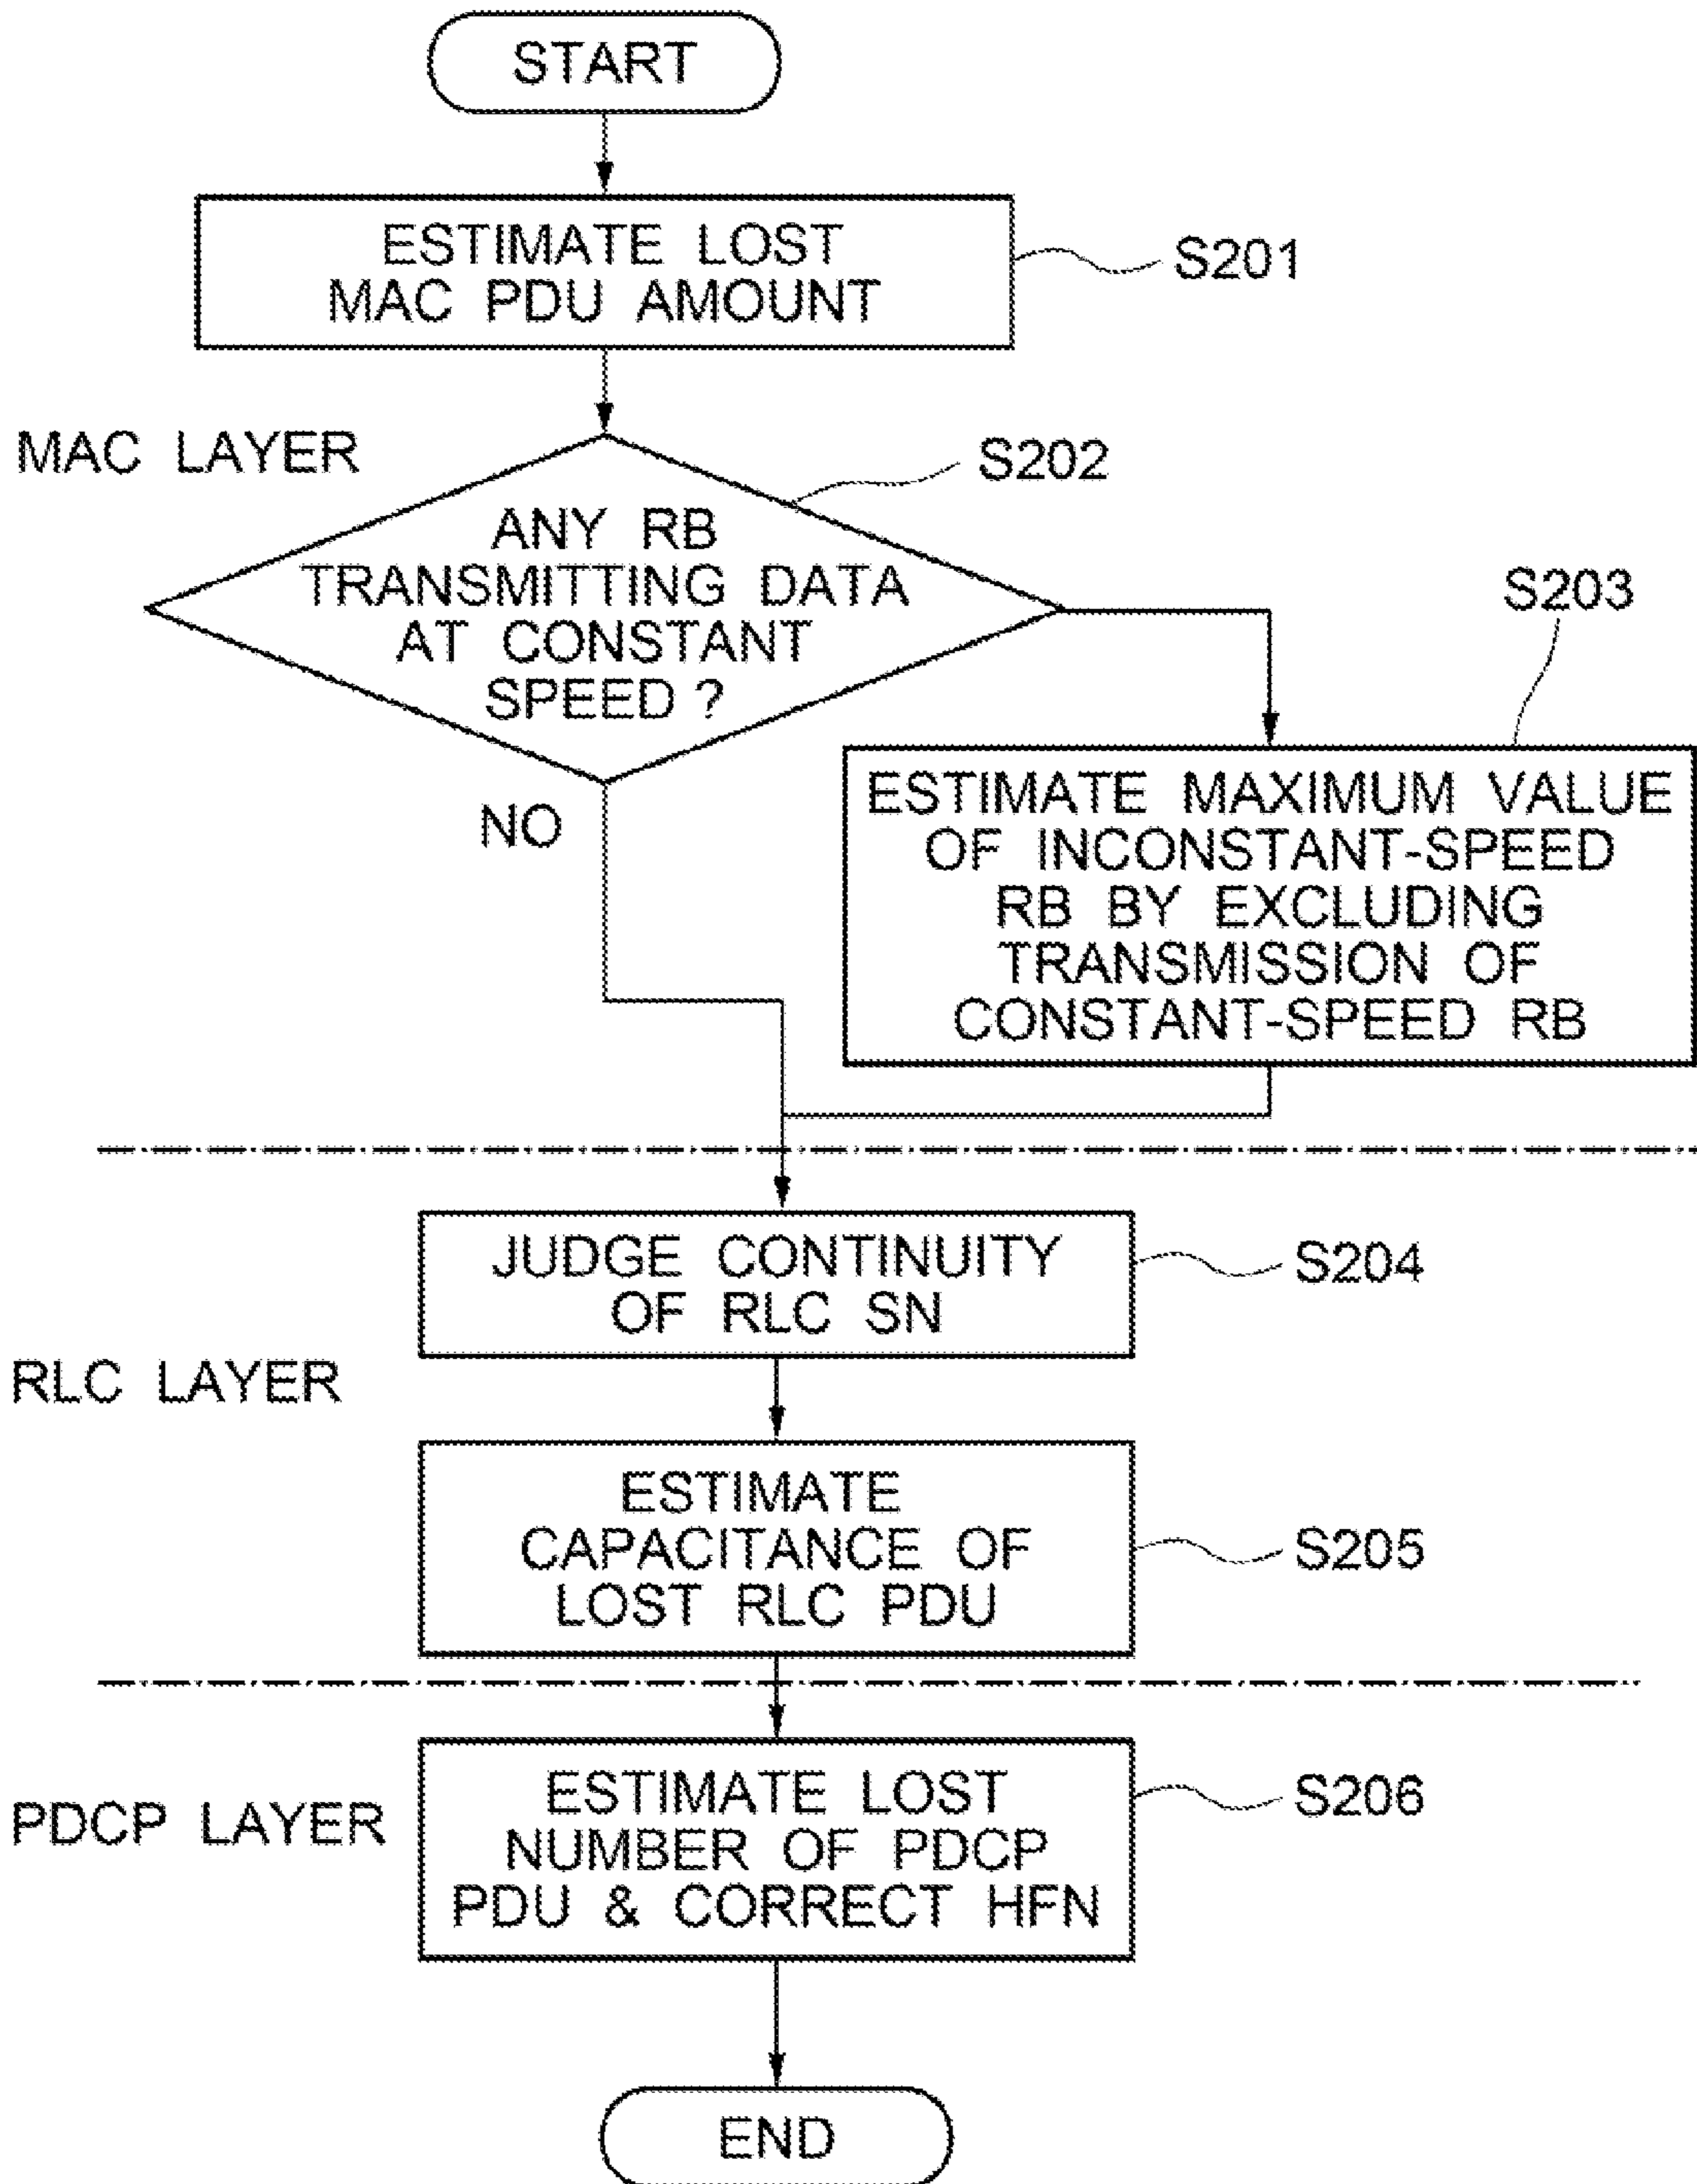 START
ESTIMATE LOST
MAC PDU AMOUNT
S201
MAC LAYER
S202
ANY RB
TRANSMITTING DATA
AT CONSTANT
SPEED ?
S203
NO
ESTIMATE MAXIMUM VALUE
OF INCONSTANT-SPEED
RB BY EXCLUDING
TRANSMISSION OF
CONSTANT-SPEED RB
JUDGE CONTINUITY
OF RLC SN
S204
RLC LAYER
ESTIMATE
CAPACITANCE OF
LOST RLC PDU
S205
PDCP LAYER
ESTIMATE LOST
NUMBER OF PDCP
PDU & CORRECT HFN
S206
END